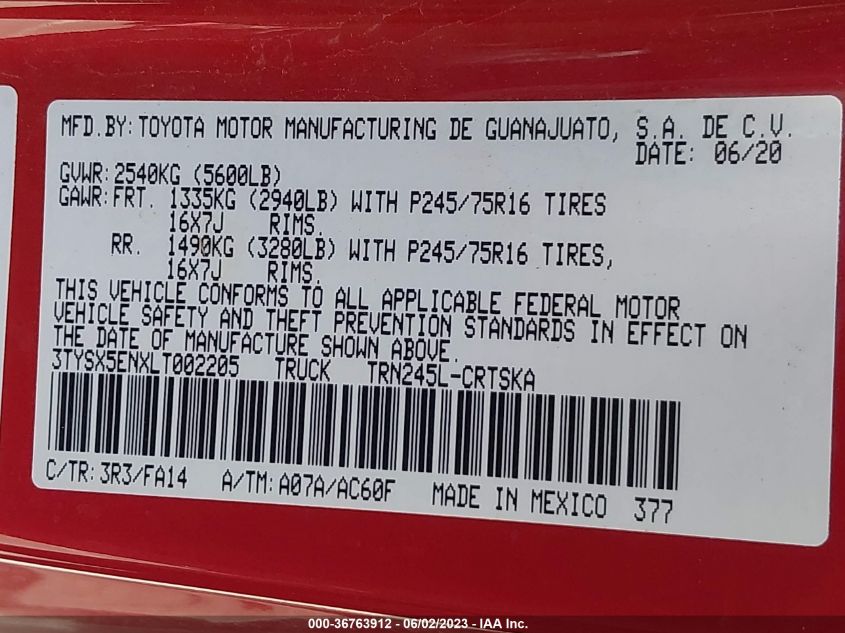 MFD.BY:TOYOTA MOTOR MANUFACTURING DE GUANAJUATO, S.A. DE C.V.
DATE: 06/20
GVWR:2540KG (5600LB)
GAWR:FRT. 1335KG (2940LB) WITH P245/75R16 TIRES
16X7J RIMS.
RR. 1490KG (3280LB) WITH P245/75R16 TIRES,
16X7J RIMS.
THIS VEHICLE CONFORMS TO ALL APPLICABLE FEDERAL MOTOR
VEHICLE SAFETY AND THEFT PREVENTION STANDARDS IN EFFECT ON
THE DATE OF MANUFACTURE SHOWN ABOVE.
3TYSX5ENXLT002205 TRUCK TRN245L-CRTSKA
C/TR:3R3/FA14 A/TM:A07A/AC60F MADE IN MEXICO 377
000-36763912 - 06/02/2023 - IAA Inc.